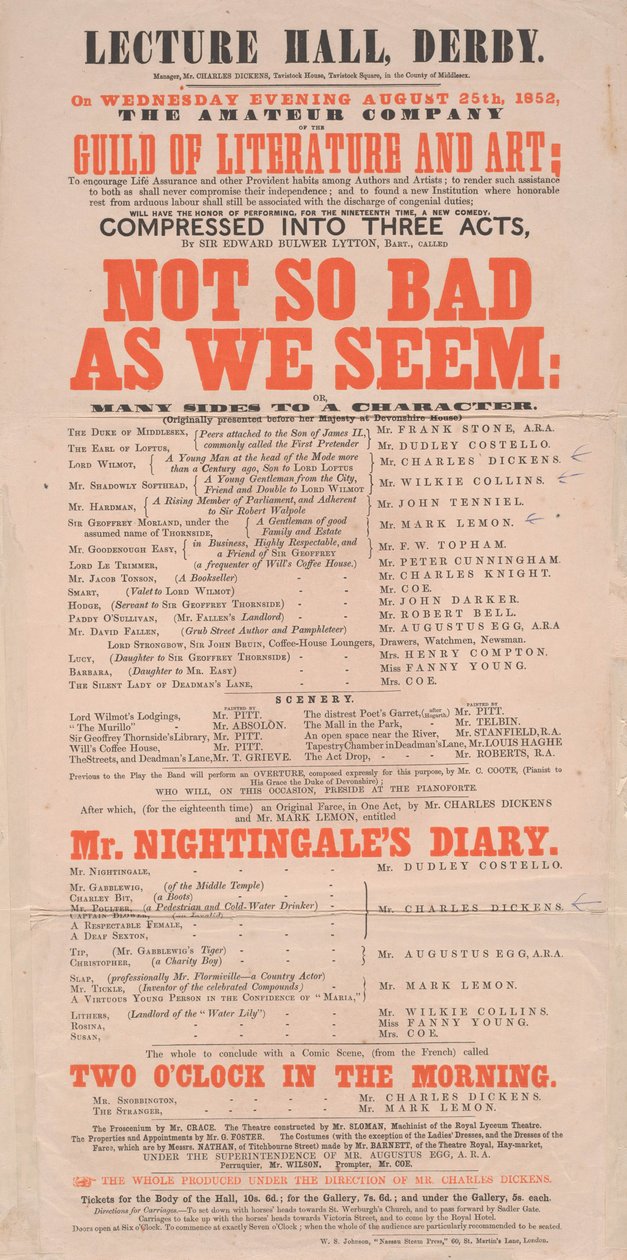 LECTURE HALL, DERBY.
Manager, Mr. CHARLES DICKENS, Tavistock House, Tavistock Square, in the County of Middlesex.
On WEDNESDAY EVENING AUGUST 25th, 1852,
THE AMATEUR COMPANY
OF THE
GUILD OF LITERATURE AND ART;
To encourage Life Assurance and other Provident habits among Authors and Artists; to render such assistance
to both as shall never compromise their independence; and to found a new Institution where honorable
rest from arduous labour shall still be associated with the discharge of congenial duties;
WILL HAVE THE HONOR OF PERFORMING, FOR THE NINETEENTH TIME, A NEW COMEDY,
COMPRESSED INTO THREE ACTS,
By SIR EDWARD BULWER LYTTON, BART., CALLED
NOT SO BAD
AS WE SEEM:
OR,
MANY SIDES TO A CHARACTER.
(Originally presented before her Majesty at Devonshire House)
THE DUKE OF MIDDLESEX, { Peers attached to the Son of James II., } Mr. FRANK STONE, A.R.A.
THE EARL OF LOFTUS, { commonly called the First Pretender } Mr. DUDLEY COSTELLO.
LORD WILMOT, { A Young Man at the head of the Mode more than a Century ago, Son to LORD LOFTUS } Mr. CHARLES DICKENS.
MR. SHADOWLY SOFTHEAD, { A Young Gentleman from the City, Friend and Double to LORD WILMOT } Mr. WILKIE COLLINS.
MR. HARDMAN, { A Rising Member of Parliament, and Adherent to Sir Robert Walpole } Mr. JOHN TENNIEL.
SIR GEOFFREY MORLAND, under the assumed name of THORNSIDE, { A Gentleman of good Family and Estate } Mr. MARK LEMON.
MR. GOODENOUGH EASY, { in Business, Highly Respectable, and a Friend of SIR GEOFFREY } Mr. F. W. TOPHAM.
LORD LE TRIMMER, (a frequenter of Will's Coffee House.) Mr. PETER CUNNINGHAM.
MR. JACOB TONSON, (A Bookseller) - - Mr. CHARLES KNIGHT.
SMART, (Valet to LORD WILMOT) - - Mr. COE.
HODGE, (Servant to SIR GEOFFREY THORNSIDE) - - Mr. JOHN DARKER.
PADDY O'SULLIVAN, (MR. FALLEN'S Landlord) - - Mr. ROBERT BELL.
MR. DAVID FALLEN, (Grub Street Author and Pamphleteer) Mr. AUGUSTUS EGG, A.R.A
LORD STRONGBOW, SIR JOHN BRUIN, Coffee-House Loungers, Drawers, Watchmen, Newsman.
LUCY, (Daughter to SIR GEOFFREY THORNSIDE) - - Mrs. HENRY COMPTON.
BARBARA, (Daughter to MR. EASY) - - Miss FANNY YOUNG.
THE SILENT LADY OF DEADMAN'S LANE, - - Mrs. COE.
SCENERY.
PAINTED BY PAINTED BY
Lord Wilmot's Lodgings, Mr. PITT. The distrest Poet's Garret, (after Hogarth.) Mr. PITT.
"The Murillo" - Mr. ABSOLON. The Mall in the Park, - Mr. TELBIN.
Sir Geoffrey Thornside's Library, Mr. PITT. An open space near the River, Mr. STANFIELD, R.A.
Will's Coffee House, Mr. PITT. Tapestry Chamber in Deadman's Lane, Mr. LOUIS HAGHE
The Streets, and Deadman's Lane, Mr. T. GRIEVE. The Act Drop, - - - Mr. ROBERTS, R.A.
Previous to the Play the Band will perform an OVERTURE, composed expressly for this purpose, by Mr. C. COOTE, (Pianist to
His Grace the Duke of Devonshire);
WHO WILL, ON THIS OCCASION, PRESIDE AT THE PIANOFORTE.
After which, (for the eighteenth time) an Original Farce, in One Act, by Mr. CHARLES DICKENS
and Mr. MARK LEMON, entitled
Mr. NIGHTINGALE'S DIARY.
MR. NIGHTINGALE, - - - - Mr. DUDLEY COSTELLO.
MR. GABBLEWIG, (of the Middle Temple) - -
CHARLEY BIT, (a Boots) - - - -
MR. POULTER, (a Pedestrian and Cold-Water Drinker) - Mr. CHARLES DICKENS.
CAPTAIN BLOWER, (an Invalid) - - -
A RESPECTABLE FEMALE, - - - -
A DEAF SEXTON, - - - -
TIP, (MR. GABBLEWIG'S Tiger) - - - Mr. AUGUSTUS EGG, A.R.A.
CHRISTOPHER, (a Charity Boy) - - -
SLAP, (professionally Mr. Flormiville—a Country Actor)
MR. TICKLE, (Inventor of the celebrated Compounds) - Mr. MARK LEMON.
A VIRTUOUS YOUNG PERSON IN THE CONFIDENCE OF "MARIA,"
LITHERS, (Landlord of the "Water Lily") - - Mr. WILKIE COLLINS.
ROSINA, - - - - Miss FANNY YOUNG.
SUSAN, - - - - Mrs. COE.
The whole to conclude with a Comic Scene, (from the French) called
TWO O'CLOCK IN THE MORNING.
MR. SNOBBINGTON, - - - - Mr. CHARLES DICKENS.
THE STRANGER, - - - - Mr. MARK LEMON.
The Proscenium by Mr. CRACE. The Theatre constructed by Mr. SLOMAN, Machinist of the Royal Lyceum Theatre.
The Properties and Appointments by Mr. G. FOSTER. The Costumes (with the exception of the Ladies' Dresses, and the Dresses of the
Farce, which are by Messrs. NATHAN, of Titchbourne Street) made by Mr. BARNETT, of the Theatre Royal, Hay-market,
UNDER THE SUPERINTENDENCE OF MR. AUGUSTUS EGG, A. R. A.
Perruquier, Mr. WILSON. Prompter, Mr. COE.
THE WHOLE PRODUCED UNDER THE DIRECTION OF MR. CHARLES DICKENS.
Tickets for the Body of the Hall, 10s. 6d.; for the Gallery, 7s. 6d.; and under the Gallery, 5s. each.
Directions for Carriages.—To set down with horses' heads towards St. Werburg'h Church, and to pass forward by Sadler Gate.
Carriages to take up with the horses' heads towards Victoria Street, and to come by the Royal Hotel.
Doors open at Six o'Clock. To commence at exactly Seven o'Clock; when the whole of the audience are particularly recommended to be seated.
W. S. Johnson, "Nassau Steam Press," 60, St. Martin's Lane, London.